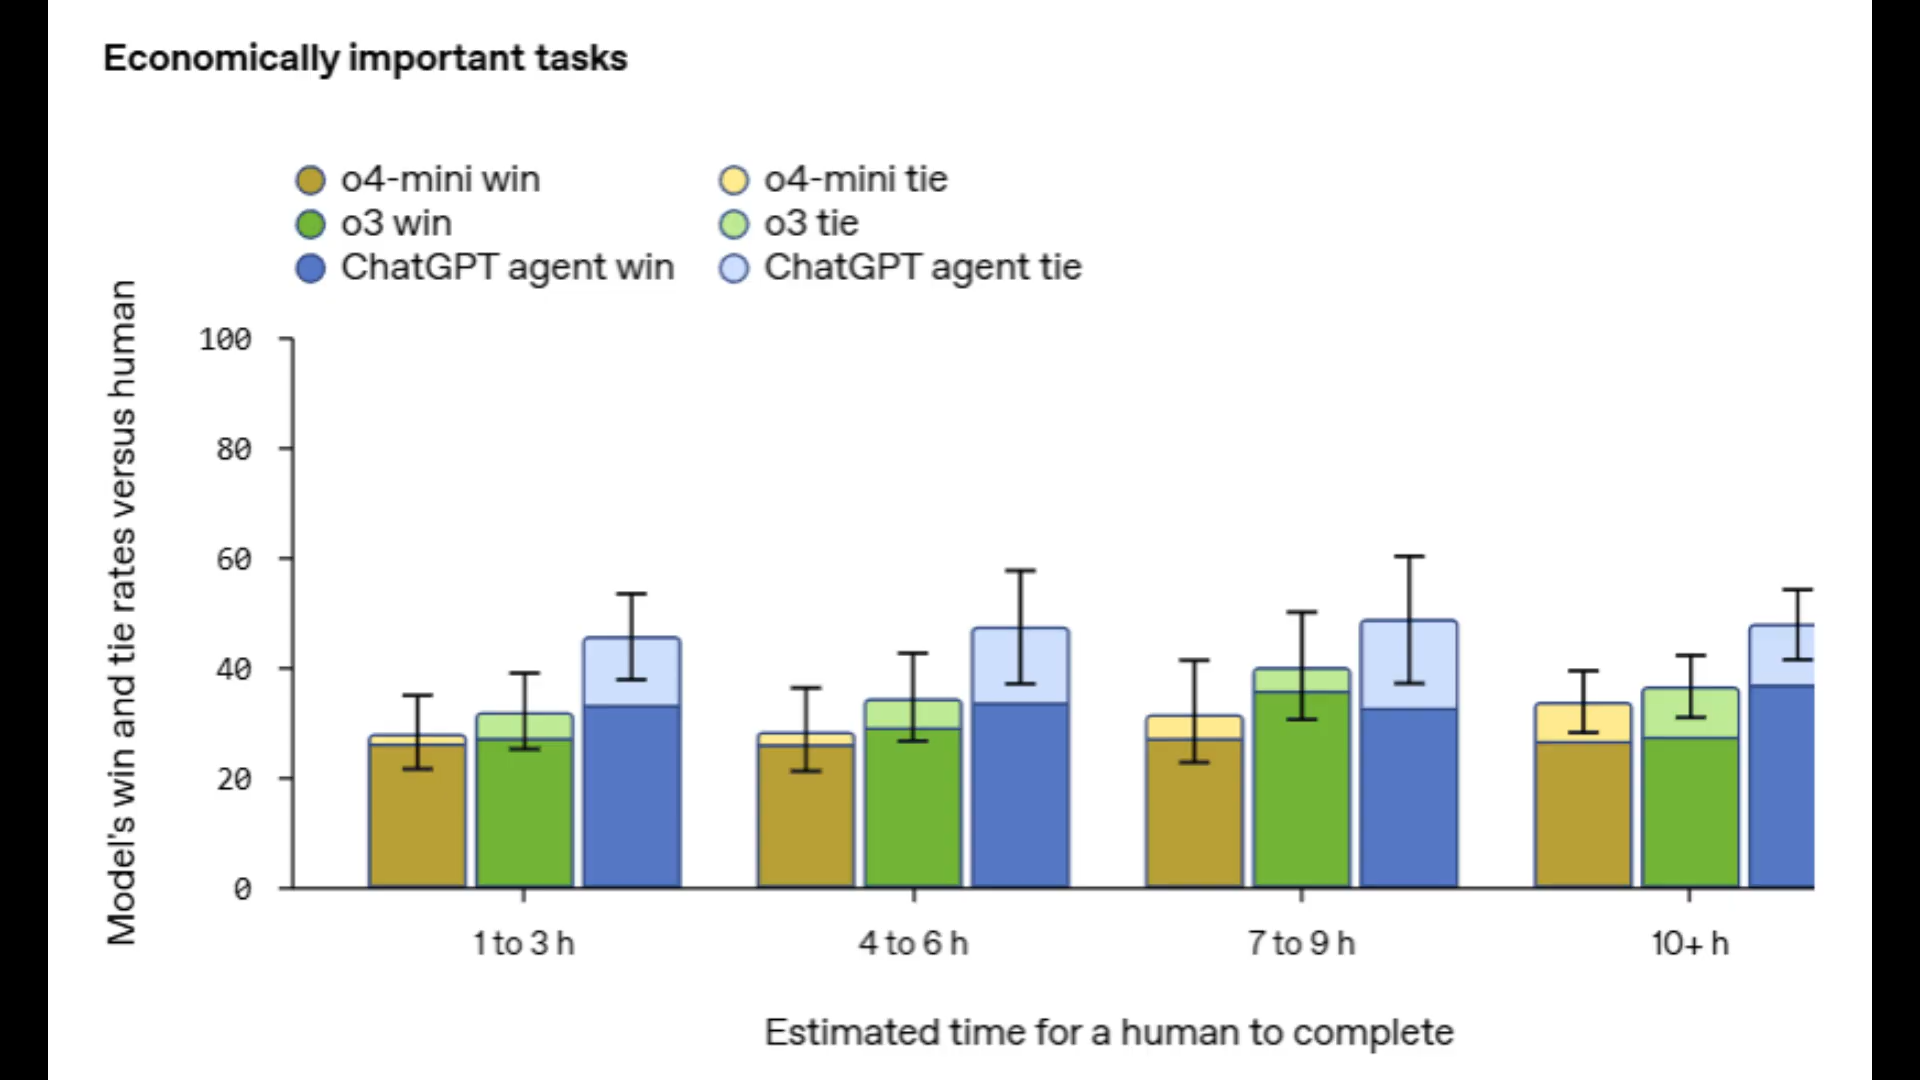 Economically important tasks
o4-mini win
o4-mini tie
o3 win
o3 tie
ChatGPT agent win
ChatGPT agent tie
Model's win and tie rates versus human
100
80
60
40
20
0
1 to 3 h
4 to 6 h
7 to 9 h
10+ h
Estimated time for a human to complete